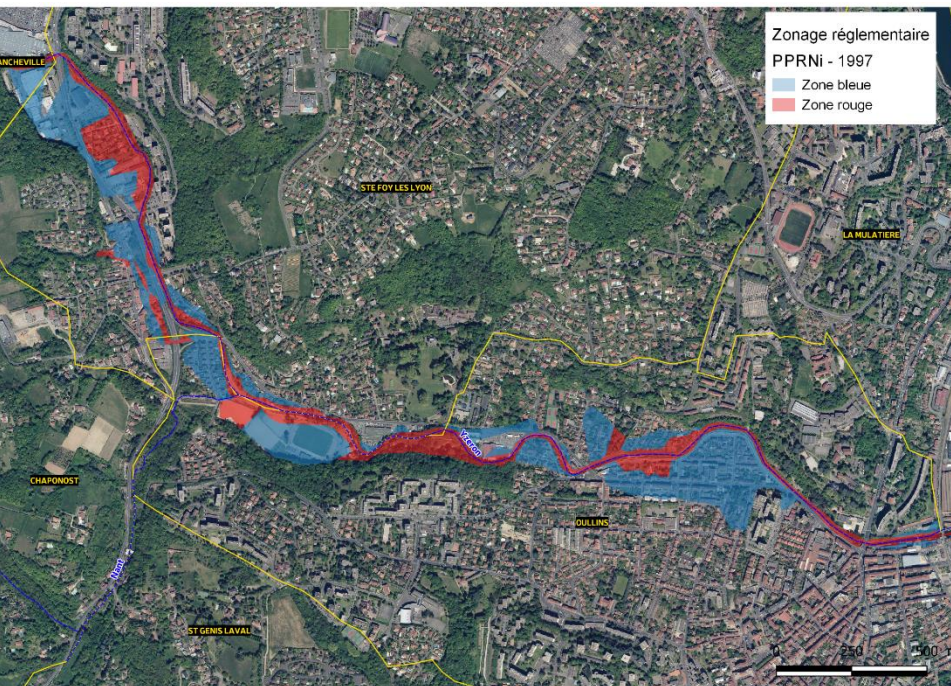 Zonage réglementaire
PPRNi - 1997
Zone bleue
Zone rouge
ANCHEVILLE
STE FOY LES LYON
LA MULATIERE
Yzeron
CHAPONOST
OULLINS
Nant
ST GENIS LAVAL
0 250 500